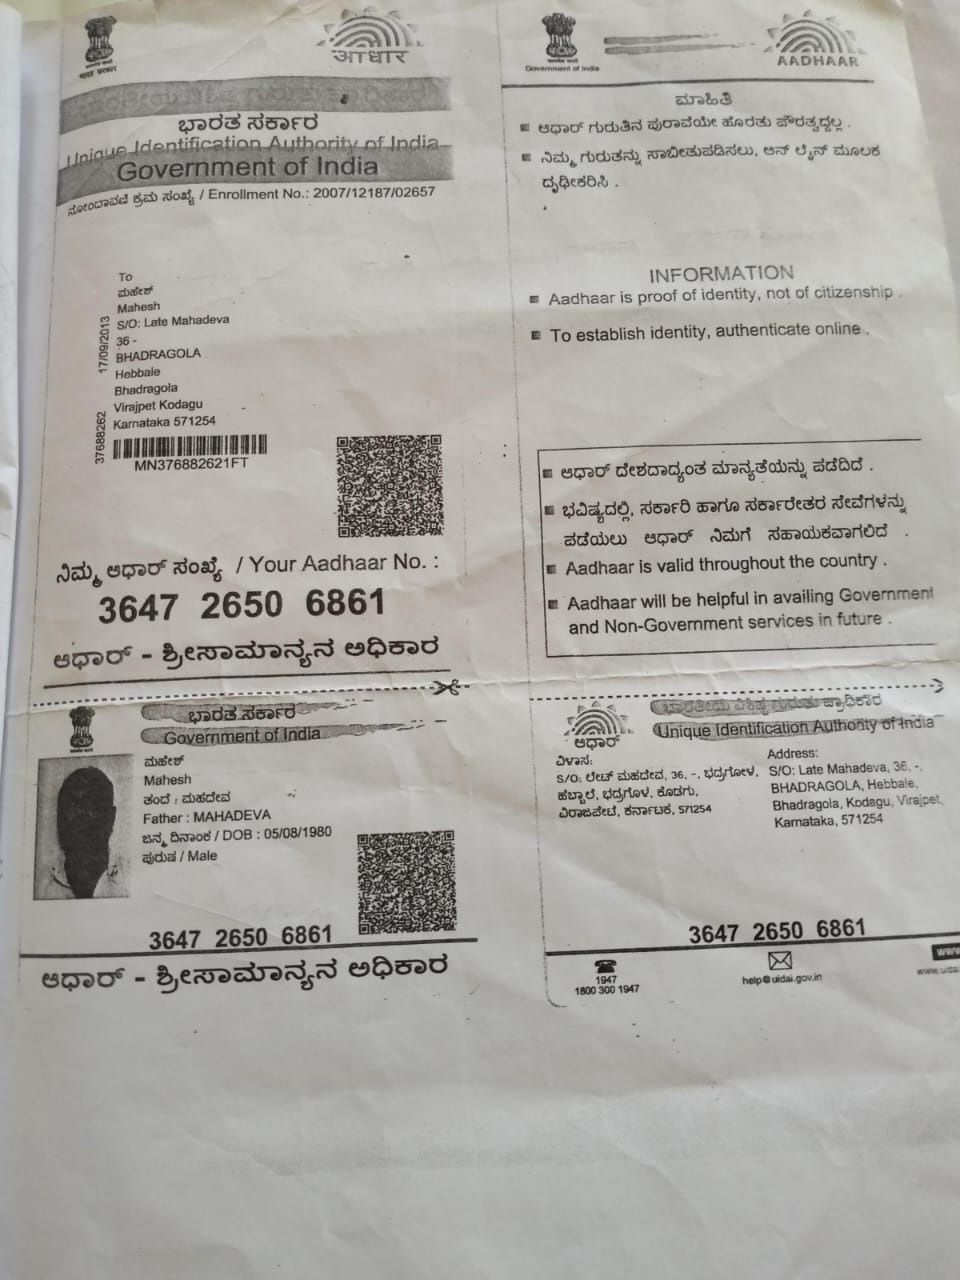 भारत सरकार
आधार
ಭಾರತ ಸರ್ಕಾರ
Unique Identification Authority of India
Government of India
ನೋಂದಾವಣಿ ಕ್ರಮ ಸಂಖ್ಯೆ / Enrollment No.: 2007/12187/02657
To
ಮಹೇಶ್
Mahesh
S/O: Late Mahadeva
36 -
BHADRAGOLA
Hebbale
Bhadragola
Virajpet Kodagu
Karnataka 571254
17/09/2013
37688262
MN376882621FT
ನಿಮ್ಮ ಆಧಾರ್ ಸಂಖ್ಯೆ / Your Aadhaar No. :
3647 2650 6861
ಆಧಾರ್ - ಶ್ರೀಸಾಮಾನ್ಯನ ಅಧಿಕಾರ
Government of India
AADHAAR
ಮಾಹಿತಿ
ಆಧಾರ್ ಗುರುತಿನ ಪುರಾವೆಯೇ ಹೊರತು ಪೌರತ್ವದ್ದಲ್ಲ .
ನಿಮ್ಮ ಗುರುತನ್ನು ಸಾಬೀತುಪಡಿಸಲು, ಆನ್ ಲೈನ್ ಮೂಲಕ
ದೃಢೀಕರಿಸಿ .
INFORMATION
Aadhaar is proof of identity, not of citizenship .
To establish identity, authenticate online .
ಆಧಾರ್ ದೇಶದಾದ್ಯಂತ ಮಾನ್ಯತೆಯನ್ನು ಪಡೆದಿದೆ .
ಭವಿಷ್ಯದಲ್ಲಿ, ಸರ್ಕಾರಿ ಹಾಗೂ ಸರ್ಕಾರೇತರ ಸೇವೆಗಳನ್ನು
ಪಡೆಯಲು ಆಧಾರ್ ನಿಮಗೆ ಸಹಾಯಕವಾಗಲಿದೆ .
Aadhaar is valid throughout the country .
Aadhaar will be helpful in availing Government
and Non-Government services in future .
ಭಾರತ ಸರ್ಕಾರ
Government of India
ಮಹೇಶ್
Mahesh
ತಂದೆ : ಮಹದೇವ
Father : MAHADEVA
ಜನ್ಮ ದಿನಾಂಕ / DOB : 05/08/1980
ಪುರುಷ / Male
3647 2650 6861
ಆಧಾರ್ - ಶ್ರೀಸಾಮಾನ್ಯನ ಅಧಿಕಾರ
ಭಾರತೀಯ ವಿಶಿಷ್ಟ ಗುರುತು ಪ್ರಾಧಿಕಾರ
Unique Identification Authority of India
ಆಧಾರ್
ವಿಳಾಸ:
S/O: ಲೇಟ್ ಮಹದೇವ, 36, -, ಭದ್ರಗೋಳ,
ಹೆಬ್ಬಾಲೆ, ಭದ್ರಗೊಳ, ಕೊಡಗು,
ವಿರಾಜಪೇಟೆ, ಕರ್ನಾಟಕ, 571254
Address:
S/O: Late Mahadeva, 36, -,
BHADRAGOLA, Hebbale,
Bhadragola, Kodagu, Virajpet,
Karnataka, 571254
3647 2650 6861
1947
1800 300 1947
help@uidai.gov.in
www
www.uida